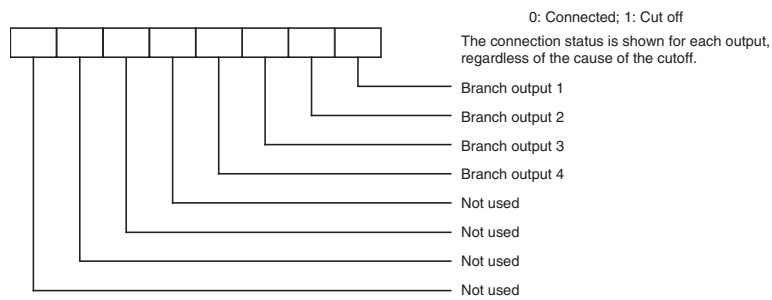 0: Connected; 1: Cut off
The connection status is shown for each output,
regardless of the cause of the cutoff.
Branch output 1
Branch output 2
Branch output 3
Branch output 4
Not used
Not used
Not used
Not used